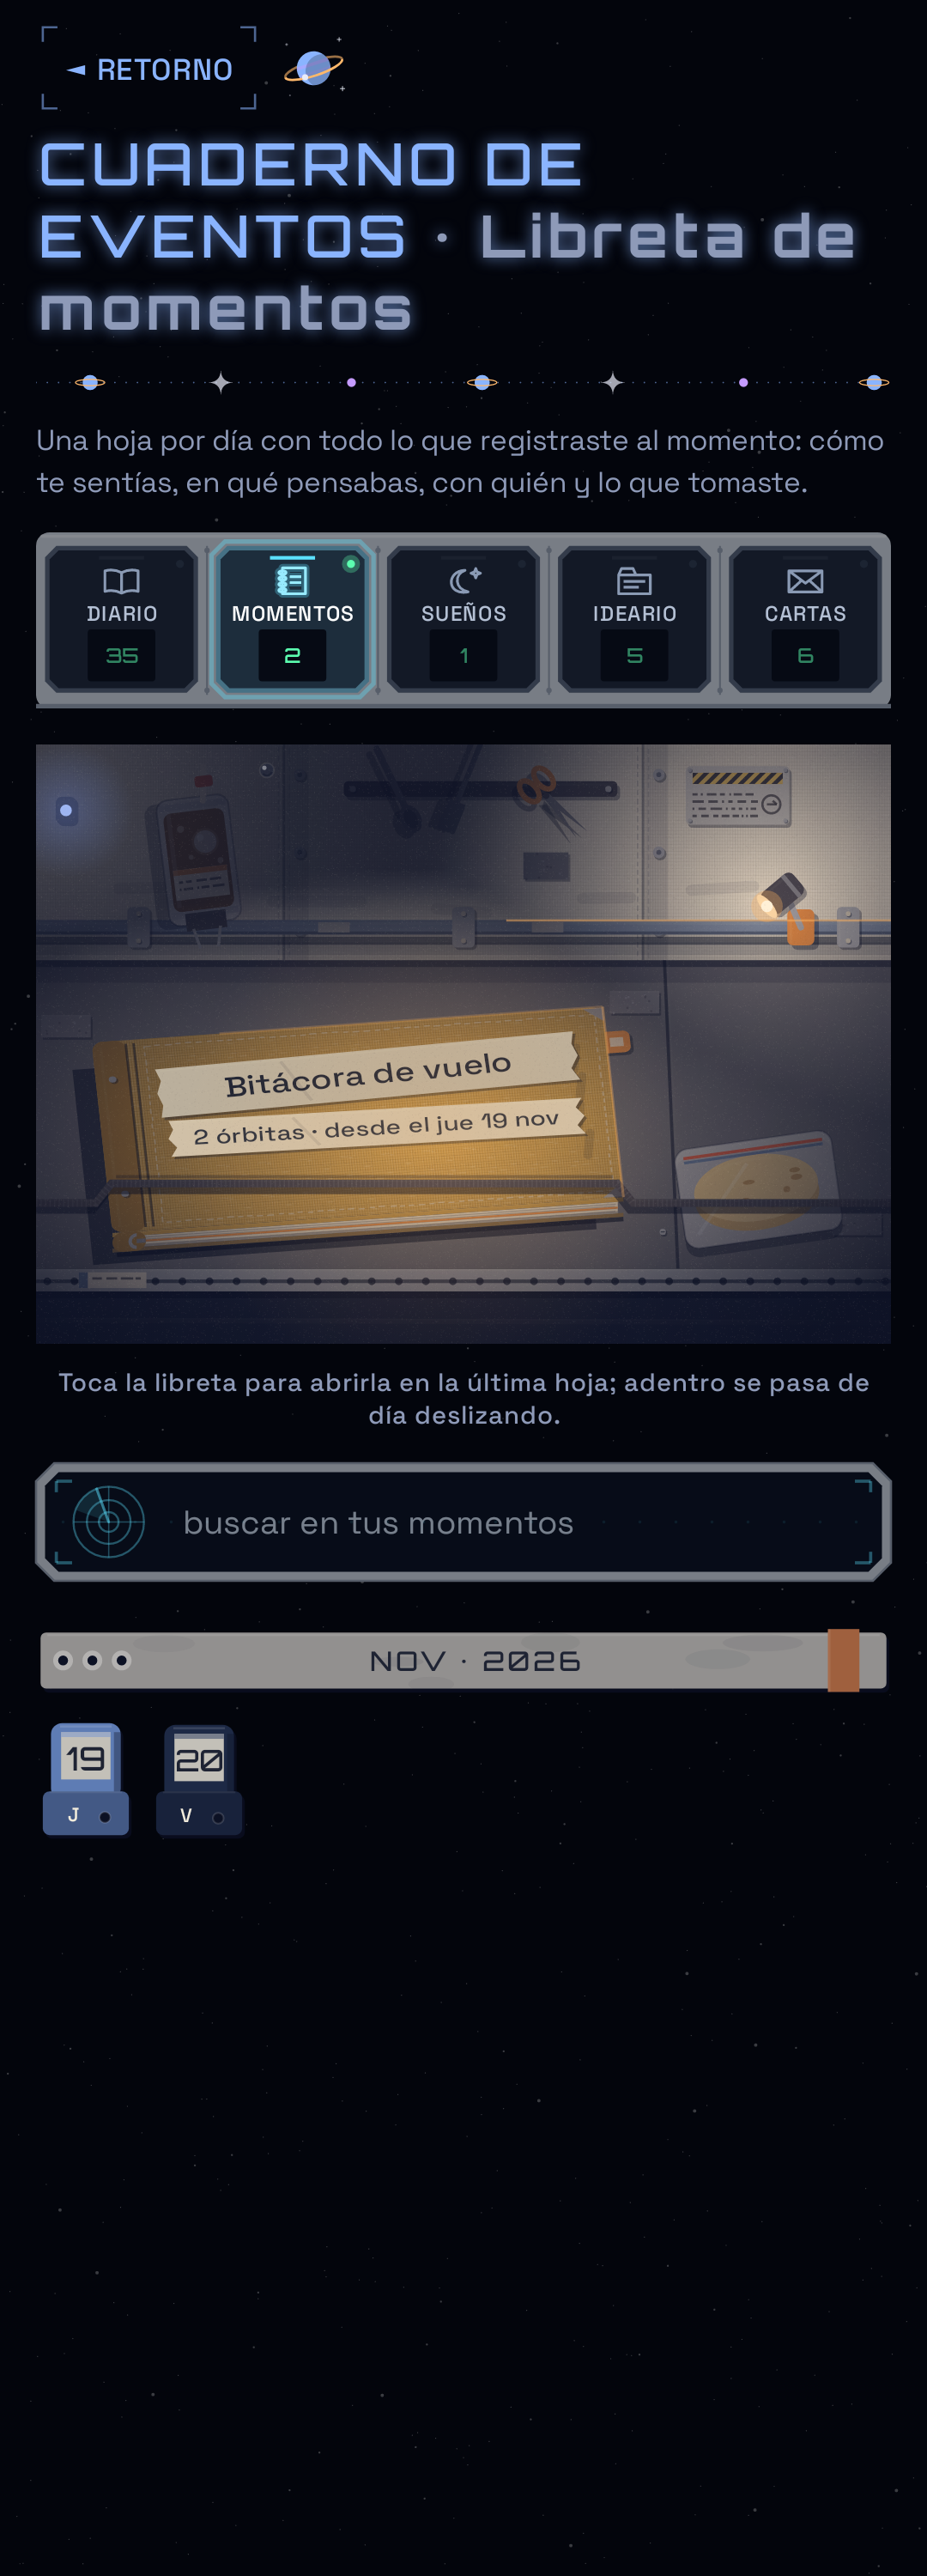 ◄ RETORNO
CUADERNO DE
EVENTOS · Libreta de
momentos
Una hoja por día con todo lo que registraste al momento: cómo
te sentías, en qué pensabas, con quién y lo que tomaste.
DIARIO
35
MOMENTOS
2
SUEÑOS
1
IDEARIO
5
CARTAS
6
Bitácora de vuelo
2 órbitas · desde el jue 19 nov
Toca la libreta para abrirla en la última hoja; adentro se pasa de
día deslizando.
buscar en tus momentos
NOV · 2026
19
J
20
V